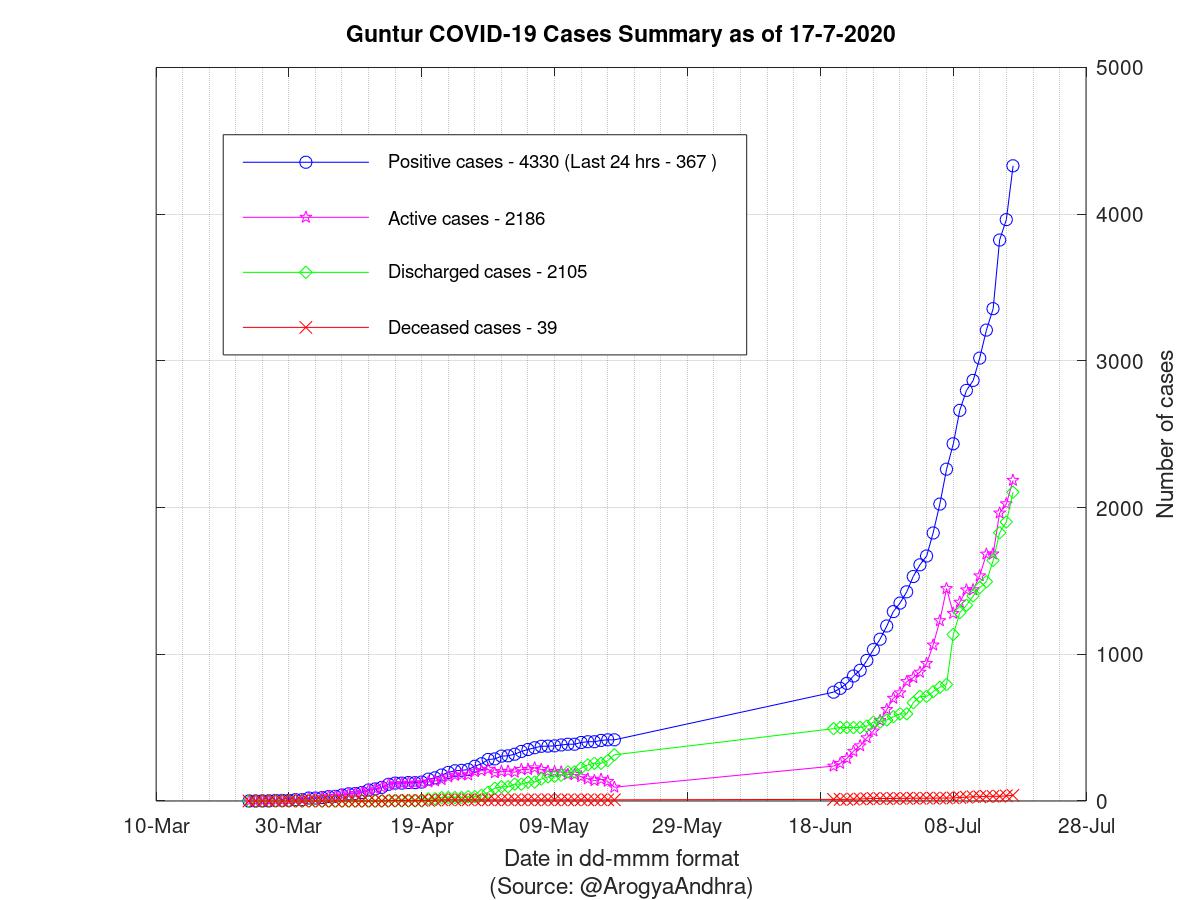 Guntur COVID-19 Cases Summary as of 17-7-2020
Positive cases - 4330 (Last 24 hrs - 367 )
Active cases - 2186
Discharged cases - 2105
Deceased cases - 39
5000
4000
3000
2000
1000
0
Number of cases
10-Mar 30-Mar 19-Apr 09-May 29-May 18-Jun 08-Jul 28-Jul
Date in dd-mmm format
(Source: @ArogyaAndhra)